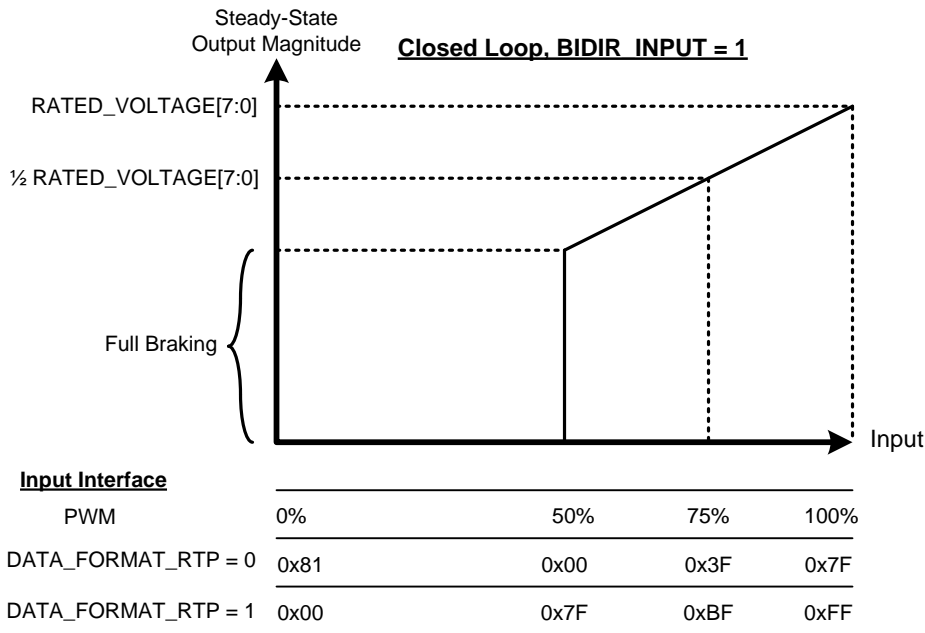 Steady-State
Output Magnitude
Closed Loop, BIDIR_INPUT = 1
RATED_VOLTAGE[7:0]
½ RATED_VOLTAGE[7:0]
Full Braking
Input
Input Interface
PWM 0% 50% 75% 100%
DATA_FORMAT_RTP = 0 0x81 0x00 0x3F 0x7F
DATA_FORMAT_RTP = 1 0x00 0x7F 0xBF 0xFF